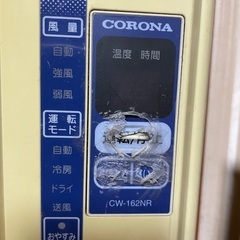 風量
自動
強風
弱風
運転
モード
自動
冷房
ドライ
送風
おやすみ
CORONA
温度 時間
CW-162NR